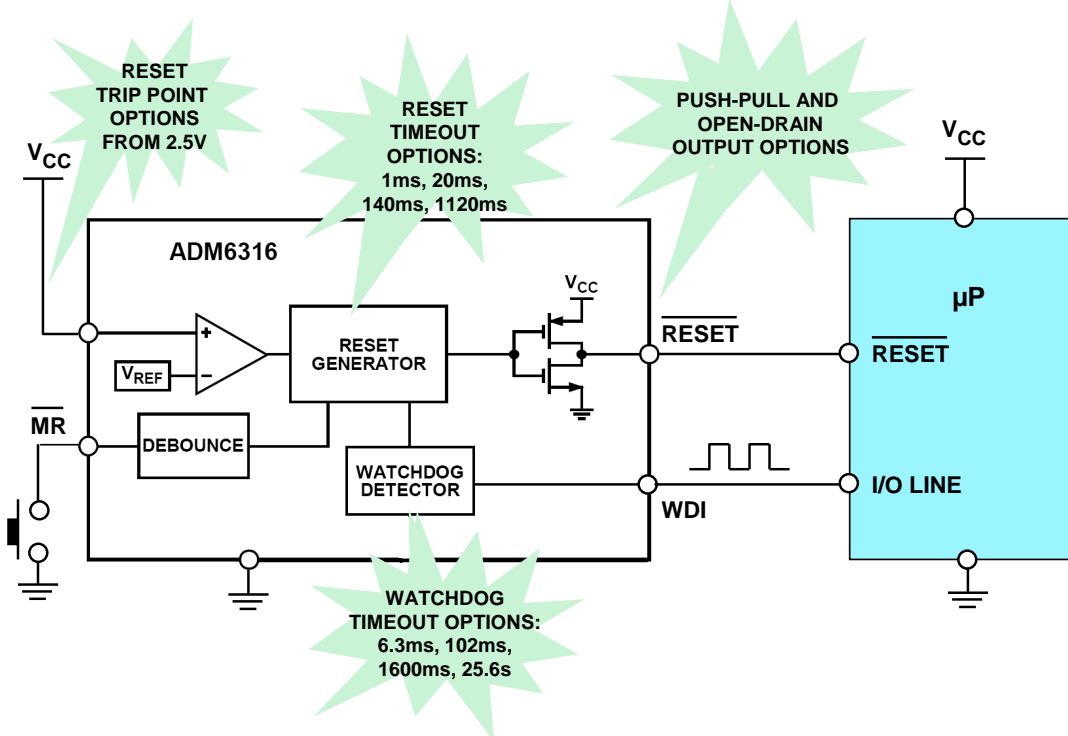 RESET
TRIP POINT
OPTIONS
FROM 2.5V
RESET
TIMEOUT
OPTIONS:
1ms, 20ms,
140ms, 1120ms
PUSH-PULL AND
OPEN-DRAIN
OUTPUT OPTIONS
VCC
VCC
ADM6316
VCC
µP
+
RESET
GENERATOR
RESET
RESET
VREF
–
MR
DEBOUNCE
WATCHDOG
DETECTOR
WDI
I/O LINE
WATCHDOG
TIMEOUT OPTIONS:
6.3ms, 102ms,
1600ms, 25.6s